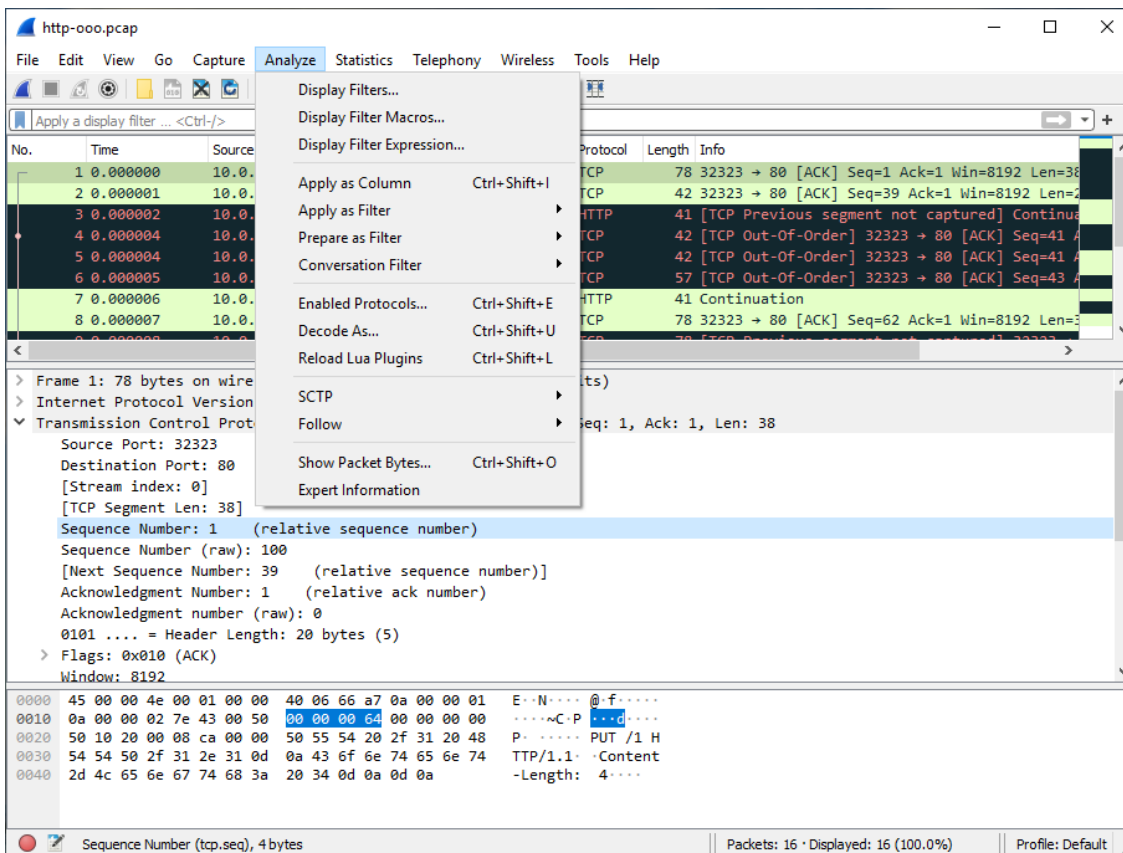 http-ooo.pcap
File Edit View Go Capture Analyze Statistics Telephony Wireless Tools Help
Apply a display filter ... <Ctrl-/>
Display Filters...
Display Filter Macros...
Display Filter Expression...
Apply as Column Ctrl+Shift+I
Apply as Filter
Prepare as Filter
Conversation Filter
Enabled Protocols... Ctrl+Shift+E
Decode As... Ctrl+Shift+U
Reload Lua Plugins Ctrl+Shift+L
SCTP
Follow
Show Packet Bytes... Ctrl+Shift+O
Expert Information
No. Time Source Protocol Length Info
1 0.000000 10.0. TCP 78 32323 → 80 [ACK] Seq=1 Ack=1 Win=8192 Len=38
2 0.000001 10.0. TCP 42 32323 → 80 [ACK] Seq=39 Ack=1 Win=8192 Len=2
3 0.000002 10.0. HTTP 41 [TCP Previous segment not captured] Continua
4 0.000004 10.0. TCP 42 [TCP Out-Of-Order] 32323 → 80 [ACK] Seq=41 A
5 0.000004 10.0. TCP 42 [TCP Out-Of-Order] 32323 → 80 [ACK] Seq=41 A
6 0.000005 10.0. TCP 57 [TCP Out-Of-Order] 32323 → 80 [ACK] Seq=43 A
7 0.000006 10.0. HTTP 41 Continuation
8 0.000007 10.0. TCP 78 32323 → 80 [ACK] Seq=62 Ack=1 Win=8192 Len=3
Frame 1: 78 bytes on wire ts)
Internet Protocol Version
Transmission Control Prot Seq: 1, Ack: 1, Len: 38
Source Port: 32323
Destination Port: 80
[Stream index: 0]
[TCP Segment Len: 38]
Sequence Number: 1 (relative sequence number)
Sequence Number (raw): 100
[Next Sequence Number: 39 (relative sequence number)]
Acknowledgment Number: 1 (relative ack number)
Acknowledgment number (raw): 0
0101 .... = Header Length: 20 bytes (5)
Flags: 0x010 (ACK)
Window: 8192
0000 45 00 00 4e 00 01 00 00 40 06 66 a7 0a 00 00 01 E··N···· @·f·····
0010 0a 00 00 02 7e 43 00 50 00 00 00 64 00 00 00 00 ····~C·P ···d····
0020 50 10 20 00 08 ca 00 00 50 55 54 20 2f 31 20 48 P· ····· PUT /1 H
0030 54 54 50 2f 31 2e 31 0d 0a 43 6f 6e 74 65 6e 74 TTP/1.1· ·Content
0040 2d 4c 65 6e 67 74 68 3a 20 34 0d 0a 0d 0a -Length: 4····
Sequence Number (tcp.seq), 4 bytes Packets: 16 · Displayed: 16 (100.0%) Profile: Default